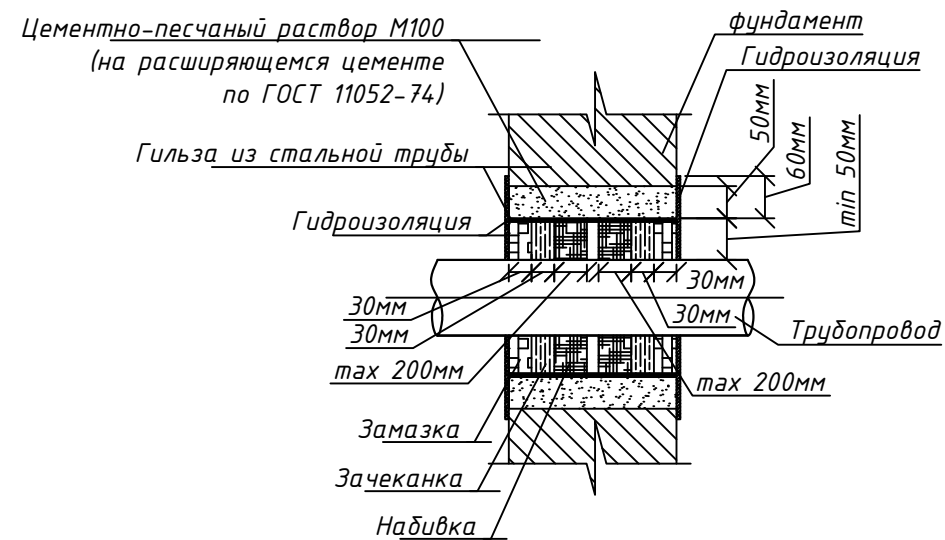 Цементно-песчаный раствор М100
(на расширяющемся цементе
по ГОСТ 11052-74)
фундамент
Гидроизоляция
Гильза из стальной трубы
Гидроизоляция
50мм
60мм
min 50мм
30мм
30мм
30мм
30мм
Трубопровод
max 200мм
max 200мм
Замазка
Зачеканка
Набивка